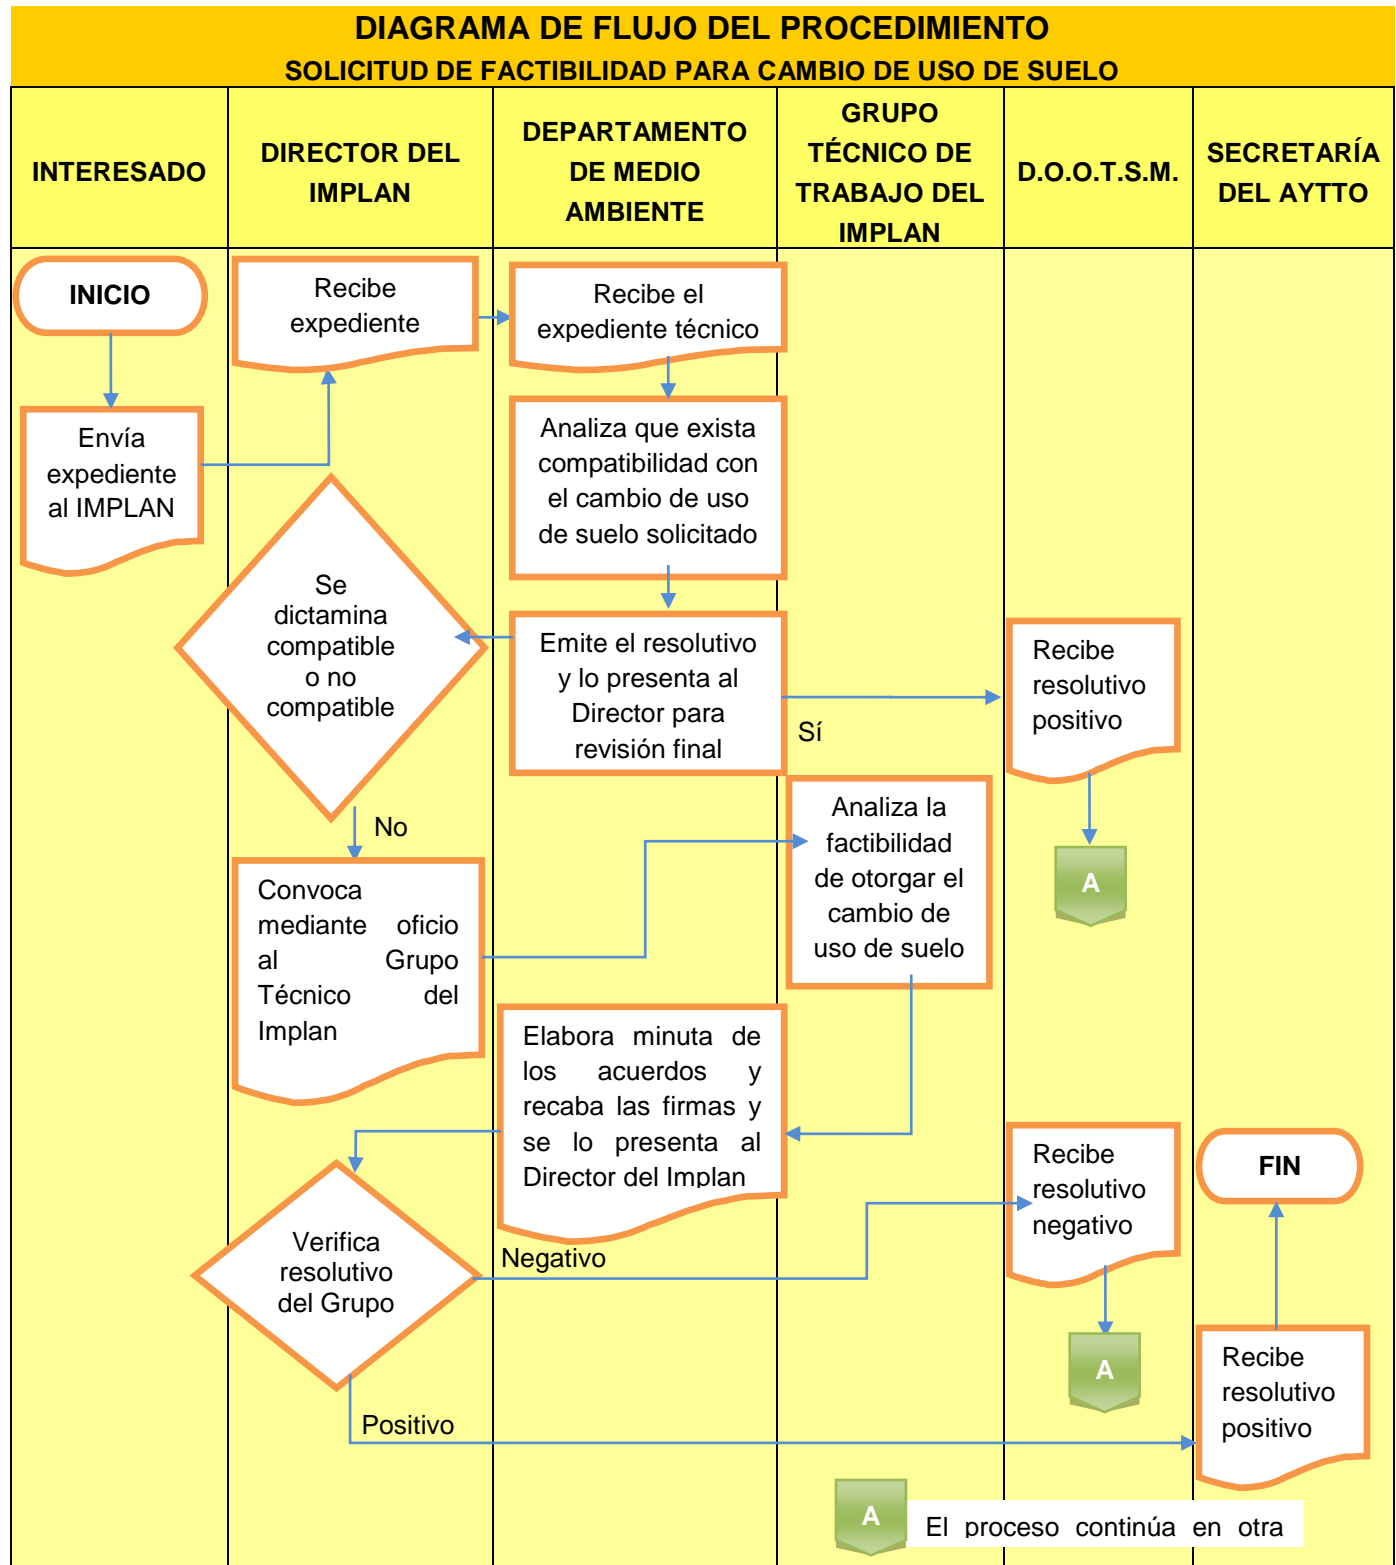 DIAGRAMA DE FLUJO DEL PROCEDIMIENTO
SOLICITUD DE FACTIBILIDAD PARA CAMBIO DE USO DE SUELO
INTERESADO
DIRECTOR DEL
IMPLAN
DEPARTAMENTO
DE MEDIO
AMBIENTE
GRUPO
TÉCNICO DE
TRABAJO DEL
IMPLAN
D.O.O.T.S.M.
SECRETARÍA
DEL AYTTO
INICIO
Recibe
expediente
Recibe el
expediente técnico
Envía
expediente
al IMPLAN
Analiza que exista
compatibilidad con
el cambio de uso
de suelo solicitado
Se
dictamina
compatible
o no
compatible
Emite el resolutivo
y lo presenta al
Director para
revisión final
Sí
Recibe
resolutivo
positivo
No
Analiza la
factibilidad
de otorgar el
cambio de
uso de suelo
A
Convoca
mediante oficio
al Grupo
Técnico del
Implan
Elabora minuta de
los acuerdos y
recaba las firmas y
se lo presenta al
Director del Implan
Recibe
resolutivo
negativo
FIN
Verifica
resolutivo
del Grupo
Negativo
A
Recibe
resolutivo
positivo
Positivo
A
El proceso continúa en otra